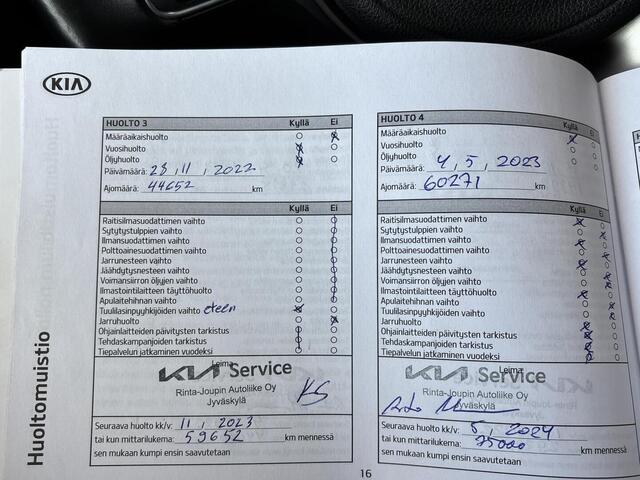 KIA
Huoltomuistio
HUOLTO 3 Kyllä Ei
Määräaikaishuolto
Vuosihuolto
Öljyhuolto
Päivämäärä: 23, 11, 2022
Ajomäärä: 44652 km
Kyllä Ei
Raitisilmasuodattimen vaihto
Sytytystulppien vaihto
Ilmansuodattimen vaihto
Polttoainesuodattimen vaihto
Jarrunesteen vaihto
Jäähdytysnesteen vaihto
Voimansiirron öljyjen vaihto
Ilmastointilaitteen täyttöhuolto
Apulaitehihnan vaihto
Tuulilasinpyyhkijöiden vaihto eteen
Jarruhuolto
Ohjainlaitteiden päivitysten tarkistus
Tehdaskampanjoiden tarkistus
Tiepalvelun jatkaminen vuodeksi
Leima
KIA Service
Rinta-Joupin Autoliike Oy
Jyväskylä
KS
Seuraava huolto kk/v: 11, 2023
tai kun mittarilukema: 59652 km mennessä
sen mukaan kumpi ensin saavutetaan
HUOLTO 4 Kyllä Ei
Määräaikaishuolto
Vuosihuolto
Öljyhuolto
Päivämäärä: 4, 5, 2023
Ajomäärä: 60271 km
Kyllä Ei
Raitisilmasuodattimen vaihto
Sytytystulppien vaihto
Ilmansuodattimen vaihto
Polttoainesuodattimen vaihto
Jarrunesteen vaihto
Jäähdytysnesteen vaihto
Voimansiirron öljyjen vaihto
Ilmastointilaitteen täyttöhuolto
Apulaitehihnan vaihto
Tuulilasinpyyhkijöiden vaihto
Jarruhuolto
Ohjainlaitteiden päivitysten tarkistus
Tehdaskampanjoiden tarkistus
Tiepalvelun jatkaminen vuodeksi
Leima
KIA Service
Rinta-Joupin Autoliike Oy
Jyväskylä
Seuraava huolto kk/v: 5, 2024
tai kun mittarilukema: 75000 km mennessä
sen mukaan kumpi ensin saavutetaan
16